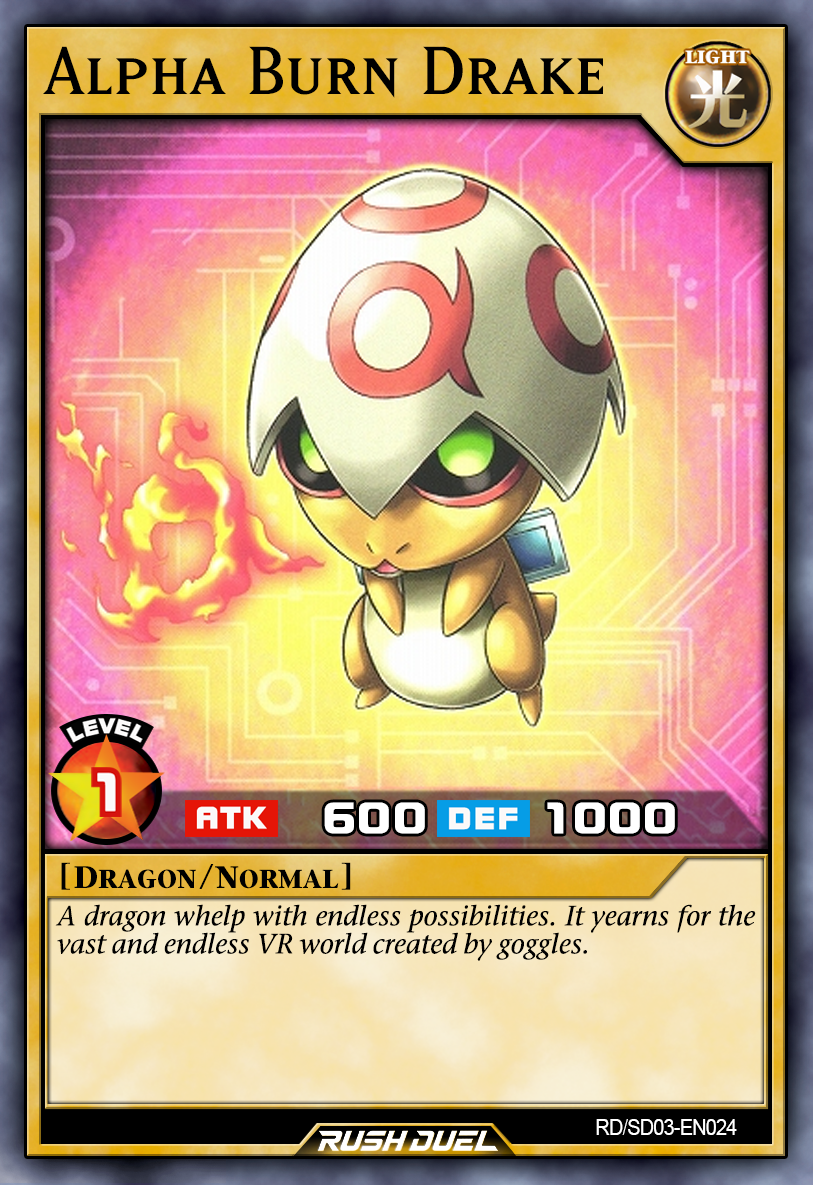 Alpha Burn Drake
LIGHT
光
α
LEVEL
1
ATK 600 DEF 1000
[Dragon/Normal]
A dragon whelp with endless possibilities. It yearns for the
vast and endless VR world created by goggles.
RD/SD03-EN024
RUSH DUEL